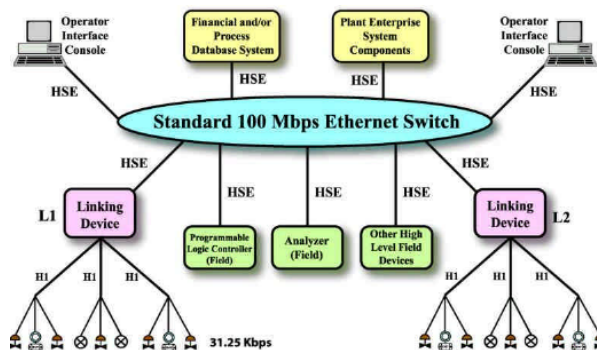 Operator
Interface
Console
Financial and/or
Process
Database System
Plant Enterprise
System
Components
Operator
Interface
Console
HSE
HSE
HSE
HSE
Standard 100 Mbps Ethernet Switch
HSE
HSE
HSE
HSE
HSE
L1
Linking
Device
Programmable
Logic Controller
(Field)
Analyzer
(Field)
Other High
Level Field
Devices
Linking
Device
L2
H1
H1
H1
H1
H1
H1
31.25 Kbps